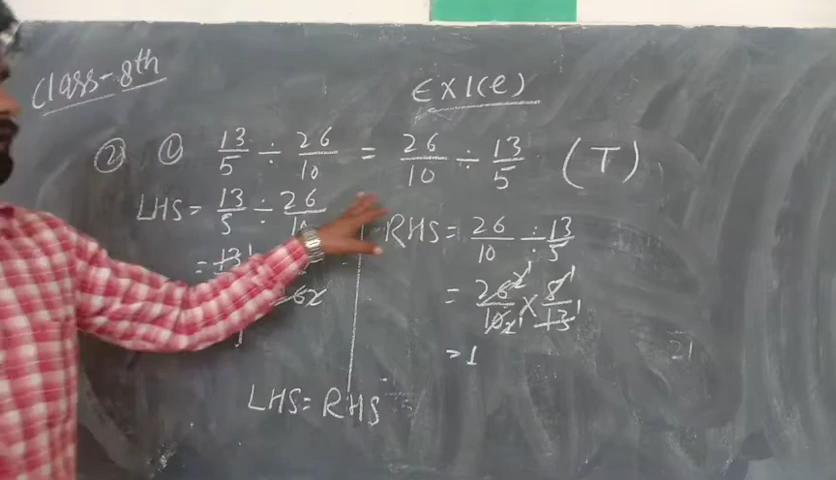 Class-8th
EX1(e)
② ① 13/5 ÷ 26/10 = 26/10 ÷ 13/5 (T)
LHS = 13/5 ÷ 26/10
RHS = 26/10 ÷ 13/5
= 26/10 × 5/13
= 1
LHS = RHS
21